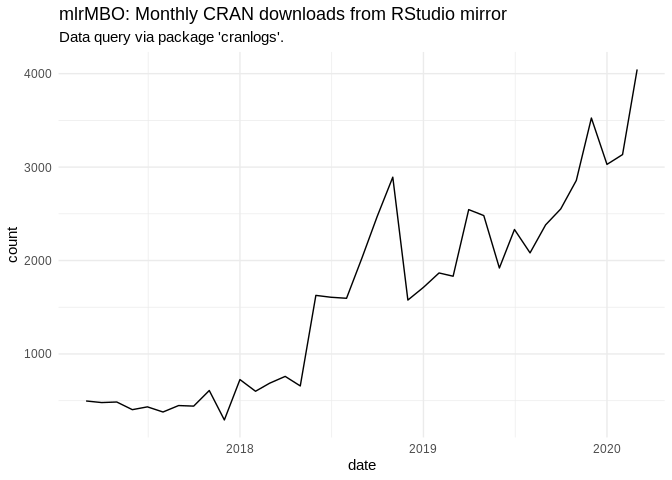 mlrMBO: Monthly CRAN downloads from RStudio mirror
Data query via package 'cranlogs'.
4000
3000
2000
1000
count
2018 2019 2020
date